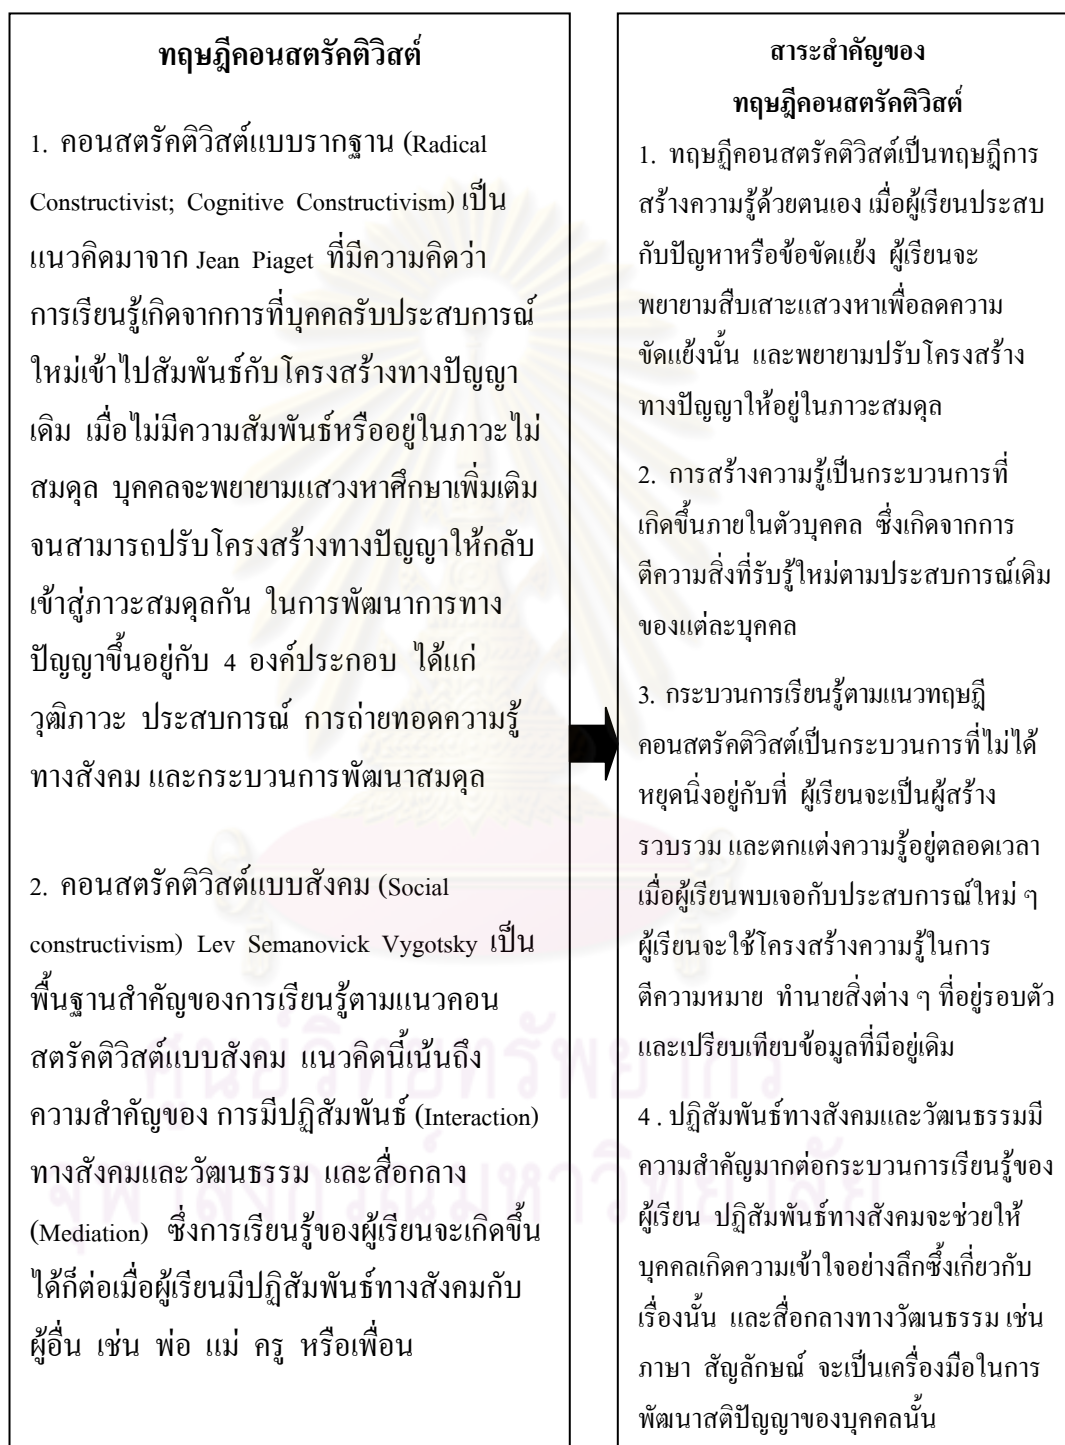 ทฤษฎีคอนสตรัคติวิสต์
1. คอนสตรัคติวิสต์แบบรากฐาน (Radical
Constructivist; Cognitive Constructivism) เป็น
แนวคิดมาจาก Jean Piaget ที่มีความคิดว่า
การเรียนรู้เกิดจากการที่บุคคลรับประสบการณ์
ใหม่เข้าไปสัมพันธ์กับโครงสร้างทางปัญญา
เดิม เมื่อไม่มีความสัมพันธ์หรืออยู่ในภาวะไม่
สมดุล บุคคลจะพยายามแสวงหาศึกษาเพิ่มเติม
จนสามารถปรับโครงสร้างทางปัญญาให้กลับ
เข้าสู่ภาวะสมดุลกัน ในการพัฒนาการทาง
ปัญญาขึ้นอยู่กับ 4 องค์ประกอบ ได้แก่
วุฒิภาวะ ประสบการณ์ การถ่ายทอดความรู้
ทางสังคม และกระบวนการพัฒนาสมดุล
2. คอนสตรัคติวิสต์แบบสังคม (Social
constructivism) Lev Semanovick Vygotsky เป็น
พื้นฐานสำคัญของการเรียนรู้ตามแนวคอน
สตรัคติวิสต์แบบสังคม แนวคิดนี้เน้นถึง
ความสำคัญของ การมีปฏิสัมพันธ์ (Interaction)
ทางสังคมและวัฒนธรรม และสื่อกลาง
(Mediation) ซึ่งการเรียนรู้ของผู้เรียนจะเกิดขึ้น
ได้ก็ต่อเมื่อผู้เรียนมีปฏิสัมพันธ์ทางสังคมกับ
ผู้อื่น เช่น พ่อ แม่ ครู หรือเพื่อน
สาระสำคัญของ
ทฤษฎีคอนสตรัคติวิสต์
1. ทฤษฏีคอนสตรัคติวิสต์เป็นทฤษฎีการ
สร้างความรู้ด้วยตนเอง เมื่อผู้เรียนประสบ
กับปัญหาหรือข้อขัดแย้ง ผู้เรียนจะ
พยายามสืบเสาะแสวงหาเพื่อลดความ
ขัดแย้งนั้น และพยายามปรับโครงสร้าง
ทางปัญญาให้อยู่ในภาวะสมดุล
2. การสร้างความรู้เป็นกระบวนการที่
เกิดขึ้นภายในตัวบุคคล ซึ่งเกิดจากการ
ตีความสิ่งที่รับรู้ใหม่ตามประสบการณ์เดิม
ของแต่ละบุคคล
3. กระบวนการเรียนรู้ตามแนวทฤษฎี
คอนสตรัคติวิสต์เป็นกระบวนการที่ไม่ได้
หยุดนิ่งอยู่กับที่ ผู้เรียนจะเป็นผู้สร้าง
รวบรวม และตกแต่งความรู้อยู่ตลอดเวลา
เมื่อผู้เรียนพบเจอกับประสบการณ์ใหม่ ๆ
ผู้เรียนจะใช้โครงสร้างความรู้ในการ
ตีความหมาย ทำนายสิ่งต่าง ๆ ที่อยู่รอบตัว
และเปรียบเทียบข้อมูลที่มีอยู่เดิม
4 . ปฏิสัมพันธ์ทางสังคมและวัฒนธรรมมี
ความสำคัญมากต่อกระบวนการเรียนรู้ของ
ผู้เรียน ปฏิสัมพันธ์ทางสังคมจะช่วยให้
บุคคลเกิดความเข้าใจอย่างลึกซึ้งเกี่ยวกับ
เรื่องนั้น และสื่อกลางทางวัฒนธรรม เช่น
ภาษา สัญลักษณ์ จะเป็นเครื่องมือในการ
พัฒนาสติปัญญาของบุคคลนั้น
ศูนย์วิทยทรัพยากร
จุฬาลงกรณ์มหาวิทยาลัย